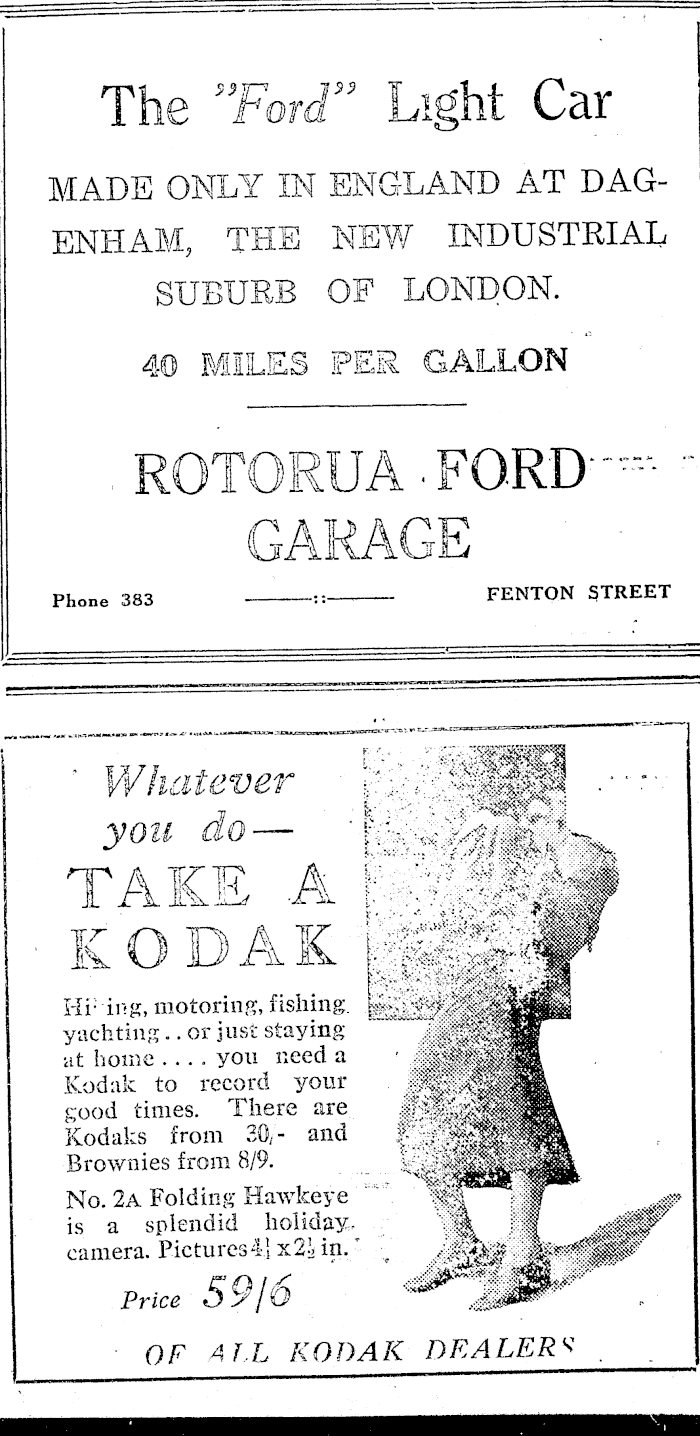 The "Ford" Light Car
MADE ONLY IN ENGLAND AT DAG-
ENHAM, THE NEW INDUSTRIAL
SUBURB OF LONDON.
40 MILES PER GALLON
ROTORUA FORD
GARAGE
Phone 383
FENTON STREET
Whatever
you do—
TAKE A
KODAK
motoring, fishing,
yachting . . or just staying
at home . . . . you need a
Kodak to record your
good times. There are
Kodaks from 30/- and
Brownies from 8/9.
No. 2A Folding Hawkeye
is a splendid holiday
camera. Pictures 4¼ x 2½ in.
Price 59/6
OF ALL KODAK DEALERS